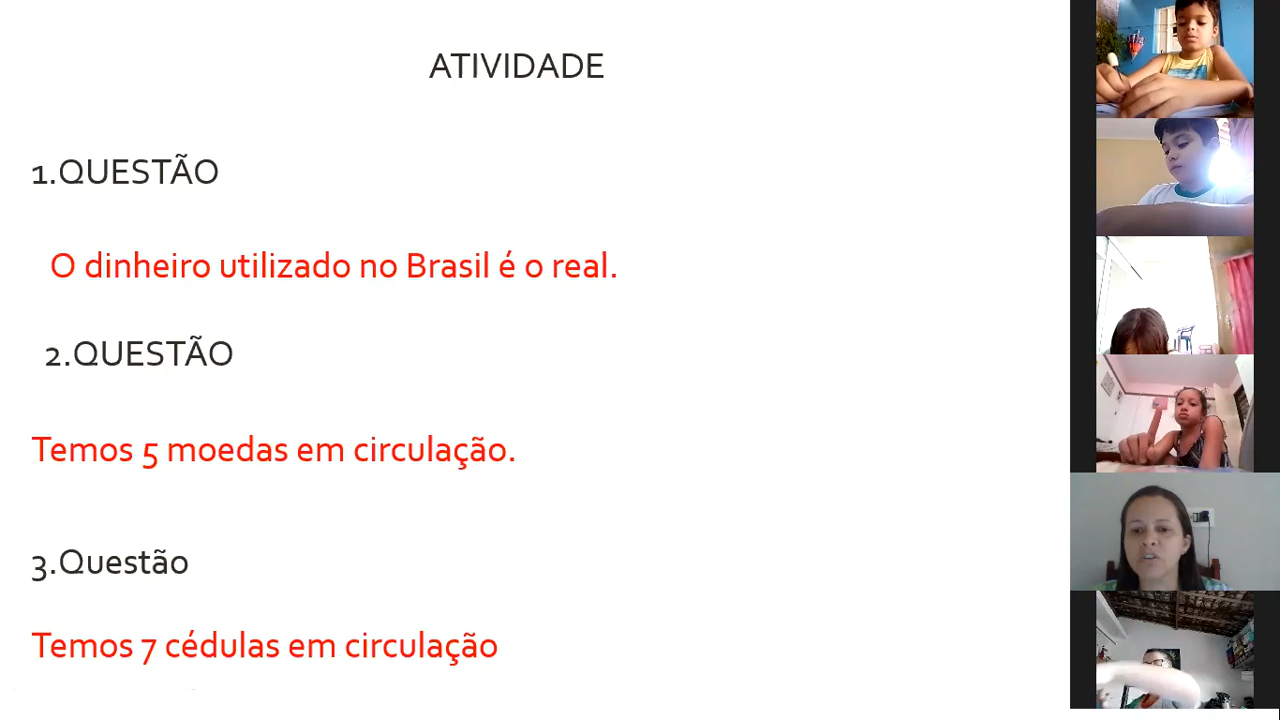 ATIVIDADE
1.QUESTÃO
O dinheiro utilizado no Brasil é o real.
2.QUESTÃO
Temos 5 moedas em circulação.
3.Questão
Temos 7 cédulas em circulação